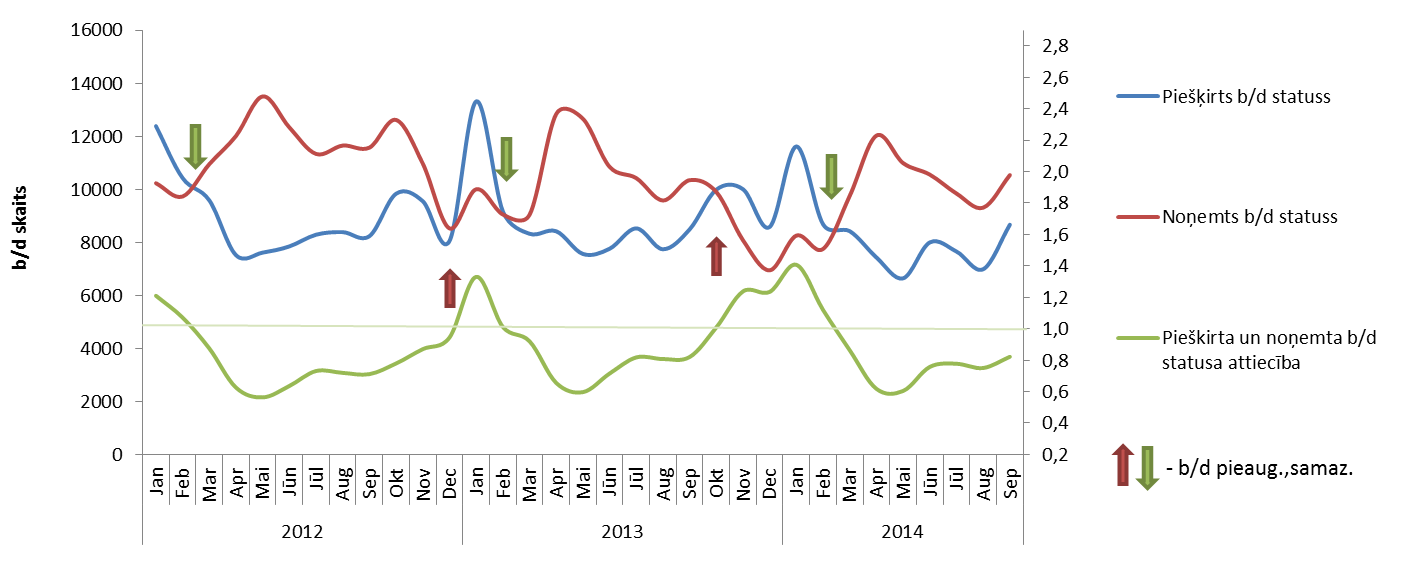 b/d skaits
16000
14000
12000
10000
8000
6000
4000
2000
0
2,8
2,6
2,4
2,2
2,0
1,8
1,6
1,4
1,2
1,0
0,8
0,6
0,4
0,2
Jan Feb Mar Apr Mai Jūn Jūl Aug Sep Okt Nov Dec Jan Feb Mar Apr Mai Jūn Jūl Aug Sep Okt Nov Dec Jan Feb Mar Apr Mai Jūn Jūl Aug Sep
2012 2013 2014
Piešķirts b/d statuss
Noņemts b/d statuss
Piešķirta un noņemta b/d
statusa attiecība
- b/d pieaug.,samaz.